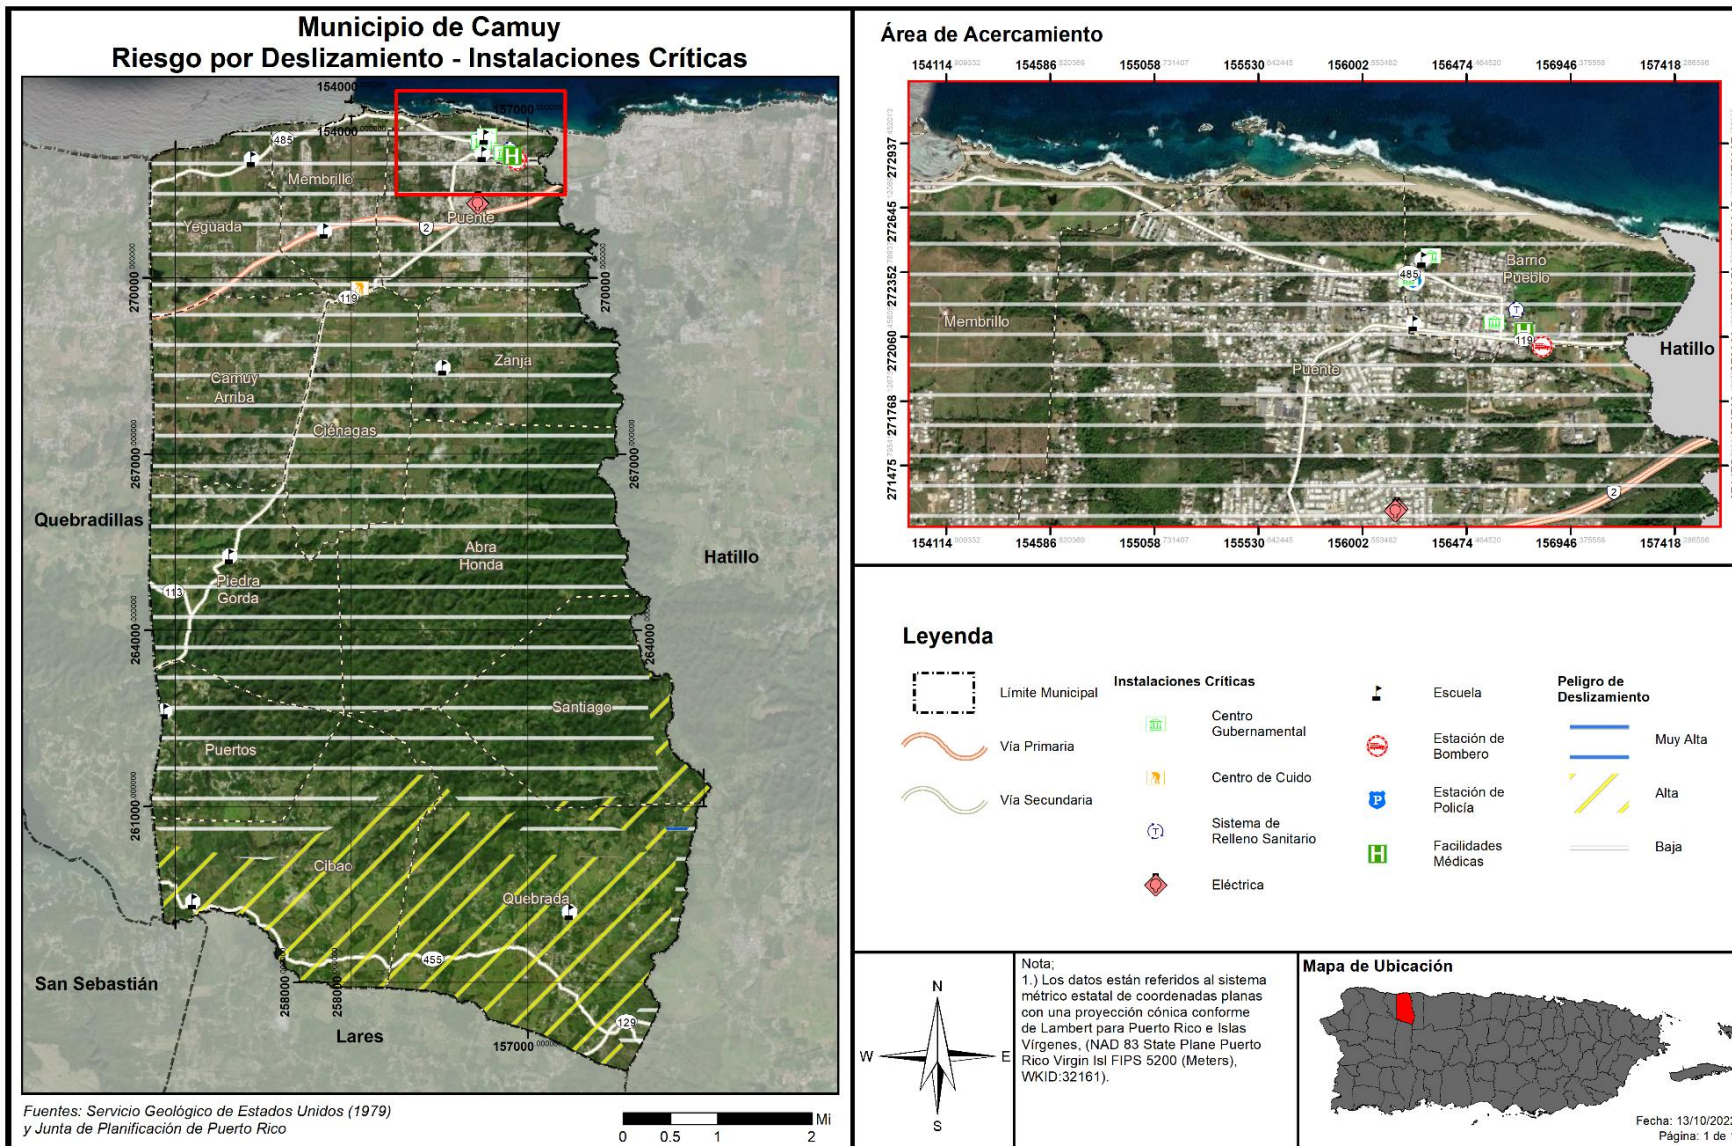 Municipio de Camuy
Riesgo por Deslizamiento - Instalaciones Críticas
154000
157000
154000
485
Membrillo
Yeguada
Puente
2
270000
270000
119
Zanja
Camuy
Arriba
Ciénagas
267000
267000
Quebradillas
Abra
Honda
Hatillo
Piedra
Gorda
113
264000
264000
Santiago
Puertos
261000
261000
Cibao
Quebrada
455
San Sebastián
258000
258000
Lares
129
157000
Fuentes: Servicio Geológico de Estados Unidos (1979)
y Junta de Planificación de Puerto Rico
Mi
0 0.5 1 2
Área de Acercamiento
154114 154586 155058 155530 156002 156474 156946 157418
272937
272645
272352
272060
271768
271475
Barrio
Pueblo
485
Membrillo
119
Hatillo
Puente
2
154114 154586 155058 155530 156002 156474 156946 157418
Leyenda
Límite Municipal
Vía Primaria
Vía Secundaria
Instalaciones Críticas
Centro
Gubernamental
Centro de Cuido
Sistema de
Relleno Sanitario
Eléctrica
Escuela
Estación de
Bombero
Estación de
Policía
Facilidades
Médicas
Peligro de
Deslizamiento
Muy Alta
Alta
Baja
N
W E
S
Nota;
1.) Los datos están referidos al sistema
métrico estatal de coordenadas planas
con una proyección cónica conforme
de Lambert para Puerto Rico e Islas
Vírgenes, (NAD 83 State Plane Puerto
Rico Virgin Isl FIPS 5200 (Meters),
WKID:32161).
Mapa de Ubicación
Fecha: 13/10/202
Página: 1 de